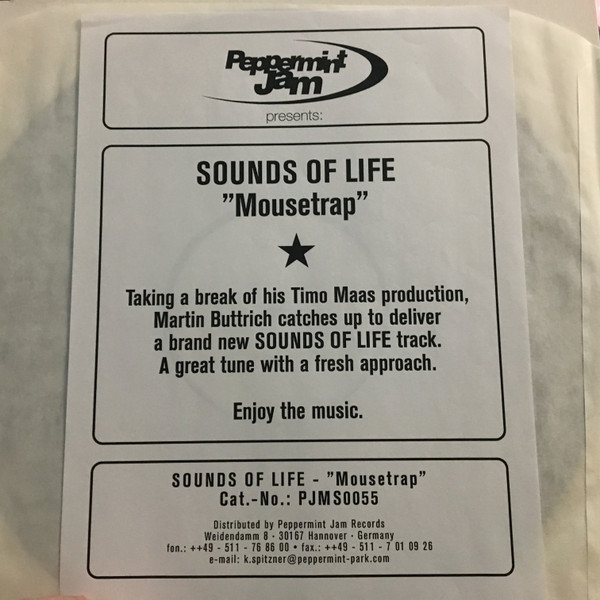 Peppermint
Jam
presents:
SOUNDS OF LIFE
”Mousetrap”
Taking a break of his Timo Maas production,
Martin Buttrich catches up to deliver
a brand new SOUNDS OF LIFE track.
A great tune with a fresh approach.
Enjoy the music.
SOUNDS OF LIFE - ”Mousetrap”
Cat.-No.: PJMS0055
Distributed by Peppermint Jam Records
Weidendamm 8 · 30167 Hannover · Germany
fon.: ++49 - 511 - 76 86 00 • fax.: ++49 - 511 - 7 01 09 26
e-mail: k.spitzner@peppermint-park.com